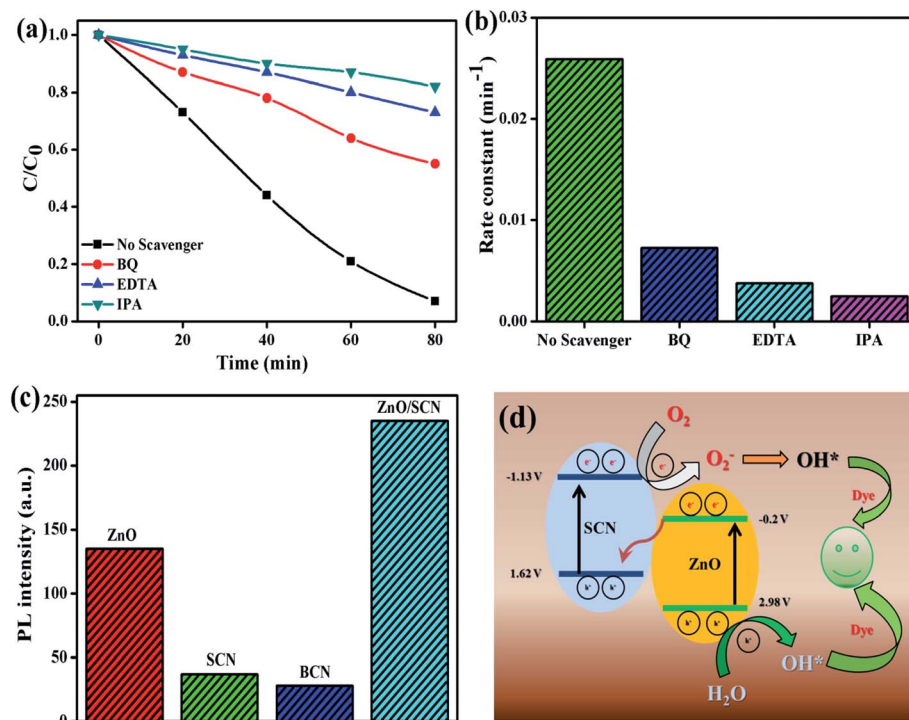 (a)
1.0
0.8
0.6
0.4
0.2
0.0
C/C0
No Scavenger
BQ
EDTA
IPA
0 20 40 60 80
Time (min)
(b)
0.03
0.02
0.01
0.00
Rate constant (min-1)
No Scavenger BQ EDTA IPA
(c)
250
200
150
100
50
0
PL intensity (a.u.)
ZnO
SCN
BCN
ZnO/SCN
(d)
O2
e- e-
e-
O2-
OH*
-1.13 V
Dye
e- e-
-0.2 V
SCN
ZnO
1.62 V
h+ h+
2.98 V
h+ h+
h+
Dye
OH*
H2O